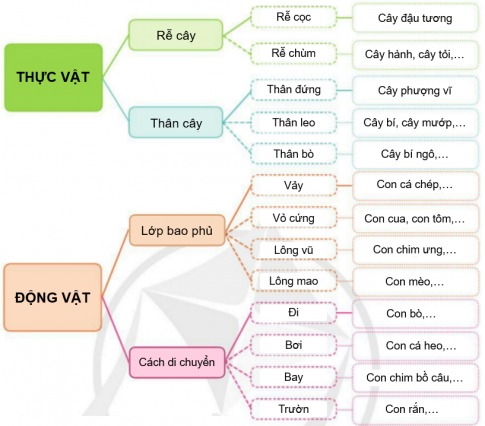 THỰC VẬT
Rễ cây
Rễ cọc
Cây đậu tương
Rễ chùm
Cây hành, cây tỏi,...
Thân cây
Thân đứng
Cây phượng vĩ
Thân leo
Cây bí, cây mướp,...
Thân bò
Cây bí ngô,...
ĐỘNG VẬT
Lớp bao phủ
Vảy
Con cá chép,...
Vỏ cứng
Con cua, con tôm,...
Lông vũ
Con chim ưng,...
Lông mao
Con mèo,...
Cách di chuyển
Đi
Con bò,...
Bơi
Con cá heo,...
Bay
Con chim bồ câu,...
Trườn
Con rắn,...